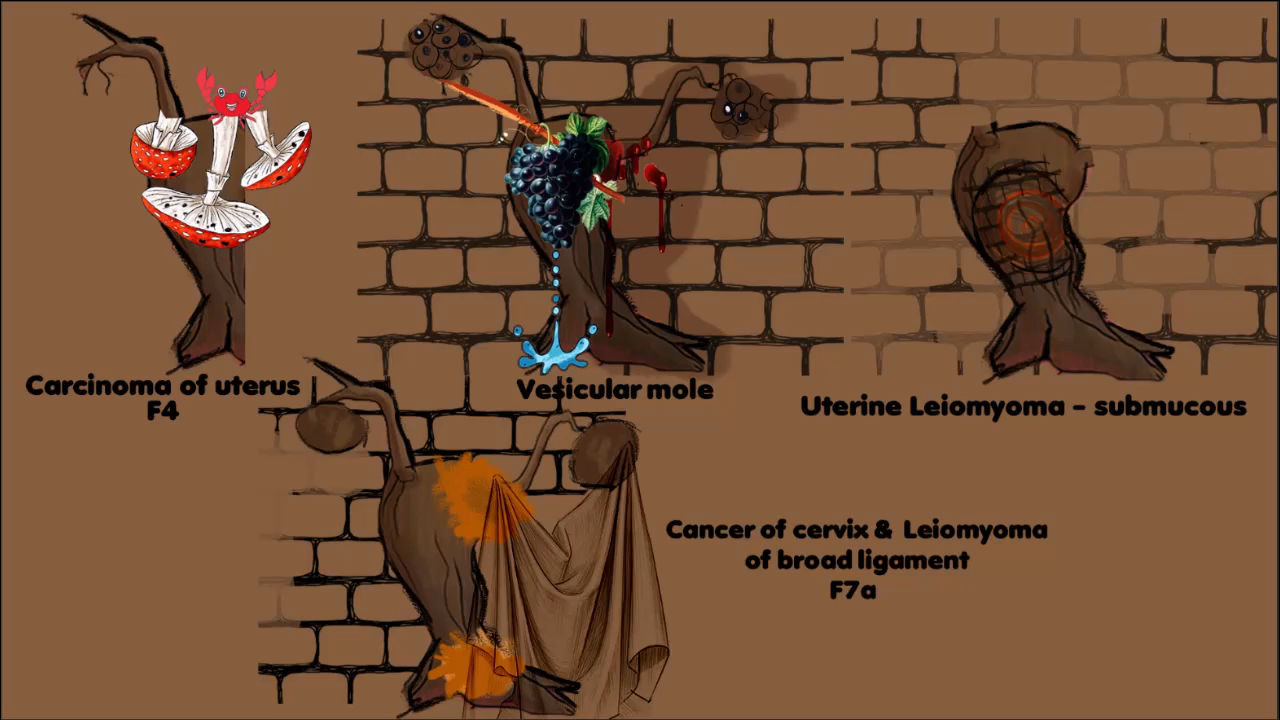 Carcinoma of uterus
F4
Vesicular mole
Uterine Leiomyoma - submucous
Cancer of cervix & Leiomyoma
of broad ligament
F7a